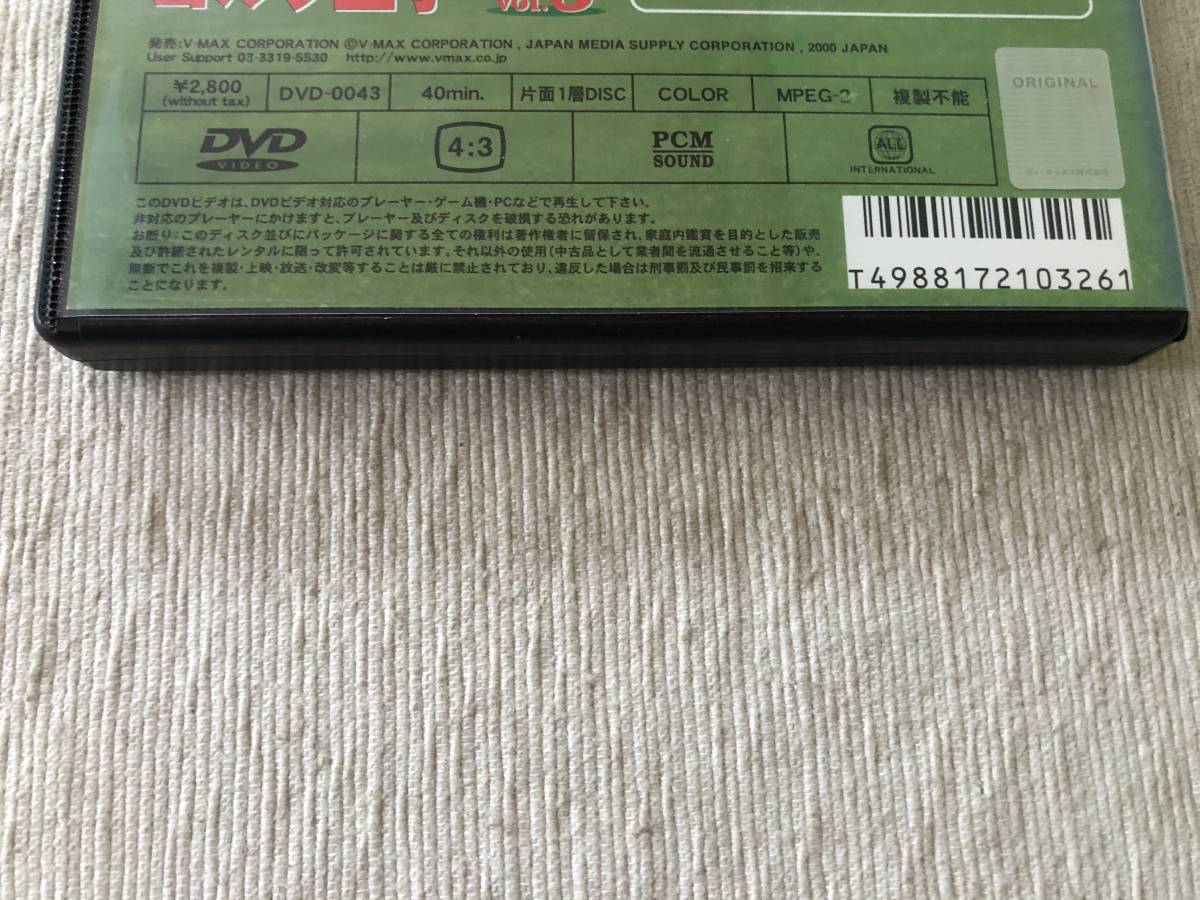 vol.
発売:V-MAX CORPORATION ©V-MAX CORPORATION , JAPAN MEDIA SUPPLY CORPORATION , 2000 JAPAN
User Support 03-3319-5530 http://www.vmax.co.jp
¥2,800 (without tax) DVD-0043 40min. 片面1層DISC COLOR MPEG-2 複製不能
DVD VIDEO 4:3 PCM SOUND ALL INTERNATIONAL
ORIGINAL
このDVDビデオは、DVDビデオ対応のプレーヤー・ゲーム機・PCなどで再生して下さい。
非対応のプレーヤーにかけますと、プレーヤー及びディスクを破損する恐れがあります。
お断り:このディスク並びにパッケージに関する全ての権利は著作権者に留保され、家庭内鑑賞を目的とした販売
及び許諾されたレンタルに限って許可されています。それ以外の使用(中古品として業者間を流通させること等)や、
無断でこれを複製・上映・放送・改変等することは厳に禁止されており、違反した場合は刑事罰及び民事罰を招来する
ことになります。
T4988172103261